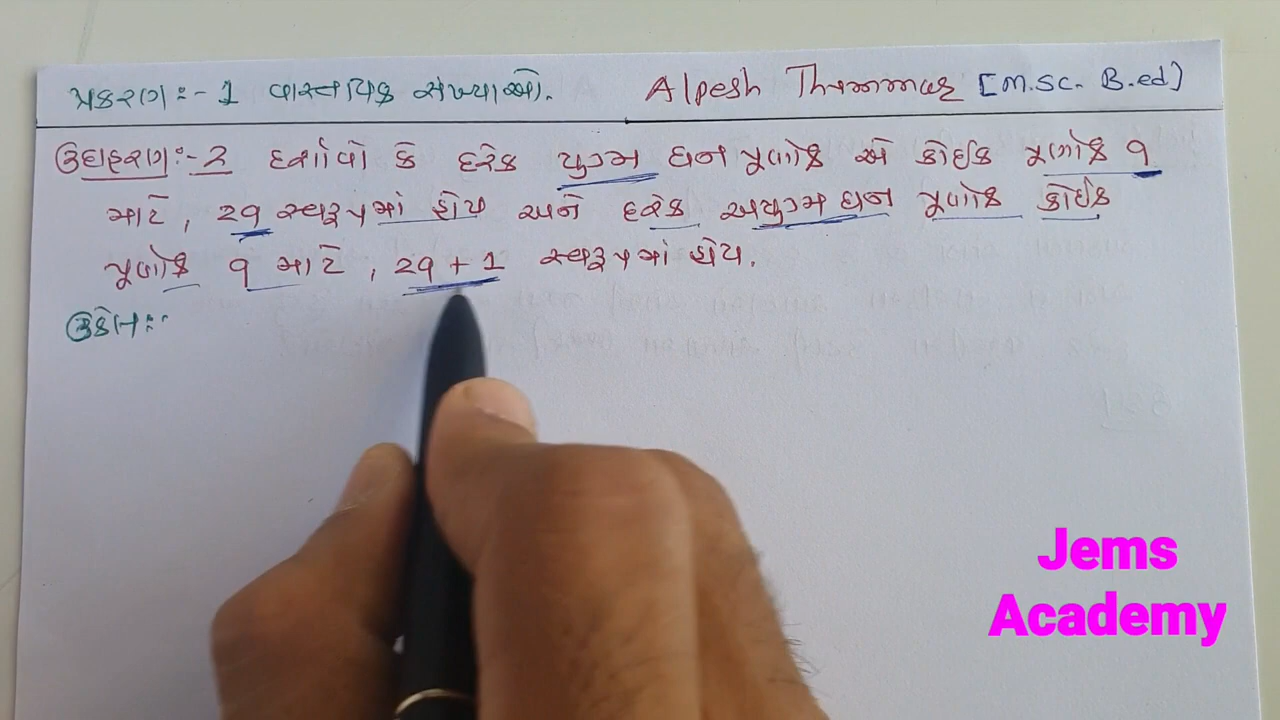 પ્રકરણ:-1 વાસ્તવિક સંખ્યાઓ. Alpesh Thummar [M.SC. B.ed]
ઉદાહરણ:-2 દર્શાવો કે દરેક યુગ્મ ધન પૂર્ણાંક એ કોઈક પૂર્ણાંક q
માટે, 2q સ્વરૂપમાં હોય અને દરેક અયુગ્મ ધન પૂર્ણાંક કોઈક
પૂર્ણાંક q માટે, 2q + 1 સ્વરૂપમાં હોય.
ઉકેલ:-
Jems
Academy